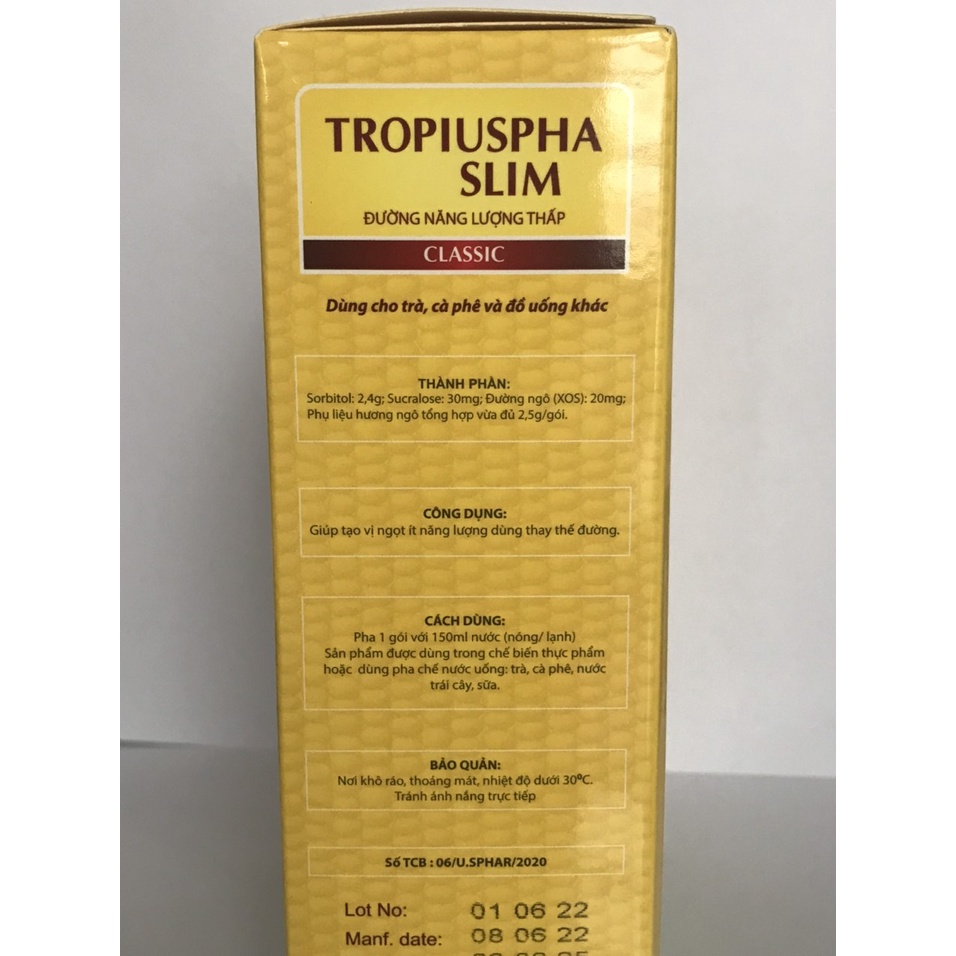 TROPIUSPHA
SLIM
ĐƯỜNG NĂNG LƯỢNG THẤP
CLASSIC
Dùng cho trà, cà phê và đồ uống khác
THÀNH PHẦN:
Sorbitol: 2,4g; Sucralose: 30mg; Đường ngô (XOS): 20mg;
Phụ liệu hương ngô tổng hợp vừa đủ 2,5g/gói.
CÔNG DỤNG:
Giúp tạo vị ngọt ít năng lượng dùng thay thế đường.
CÁCH DÙNG:
Pha 1 gói với 150ml nước (nóng/ lạnh)
Sản phẩm được dùng trong chế biến thực phẩm
hoặc dùng pha chế nước uống: trà, cà phê, nước
trái cây, sữa.
BẢO QUẢN:
Nơi khô ráo, thoáng mát, nhiệt độ dưới 30⁰C.
Tránh ánh nắng trực tiếp
Số TCB : 06/U.SPHAR/2020
Lot No: 01 06 22
Manf. date: 08 06 22